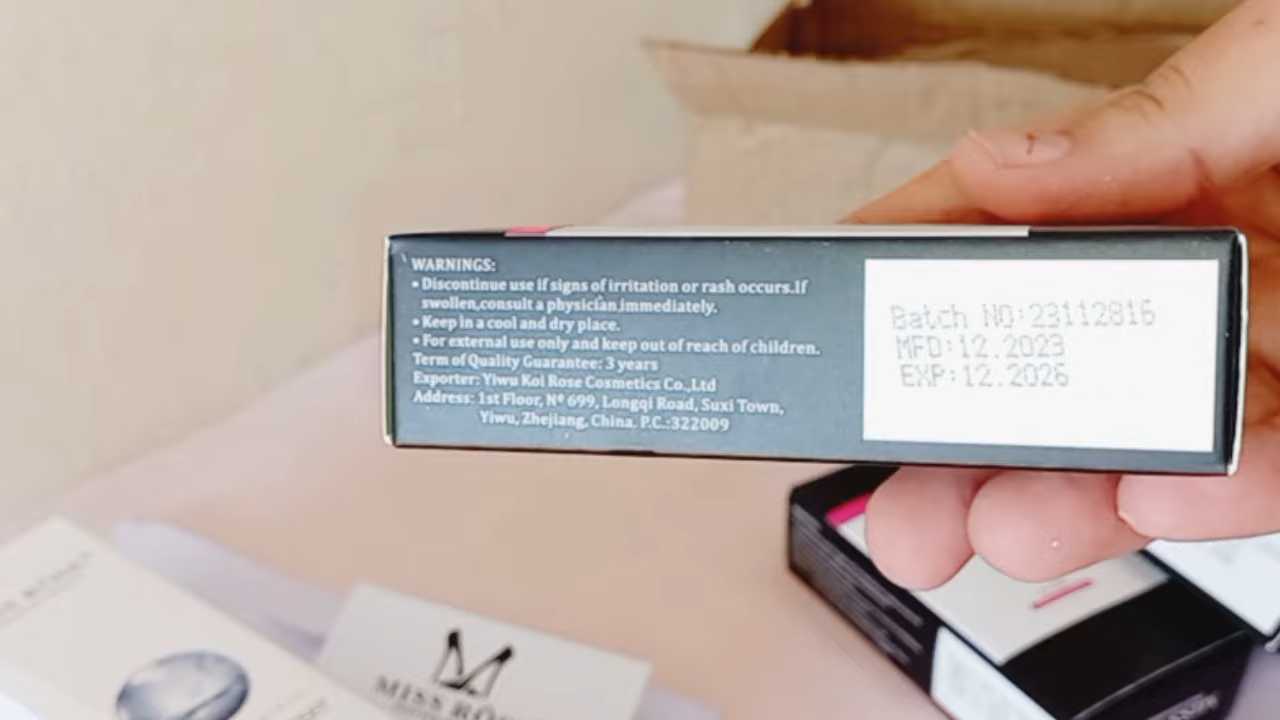 WARNINGS:
• Discontinue use if signs of irritation or rash occurs.If
swollen,consult a physician immediately.
• Keep in a cool and dry place.
• For external use only and keep out of reach of children.
Term of Quality Guarantee: 3 years
Exporter: Yiwu Koi Rose Cosmetics Co.,Ltd
Address: 1st Floor, Nº 699, Longqi Road, Suxi Town,
Yiwu, Zhejiang, China. P.C.:322009
Batch NO:23112816
MFD:12.2023
EXP:12.2026
MISS